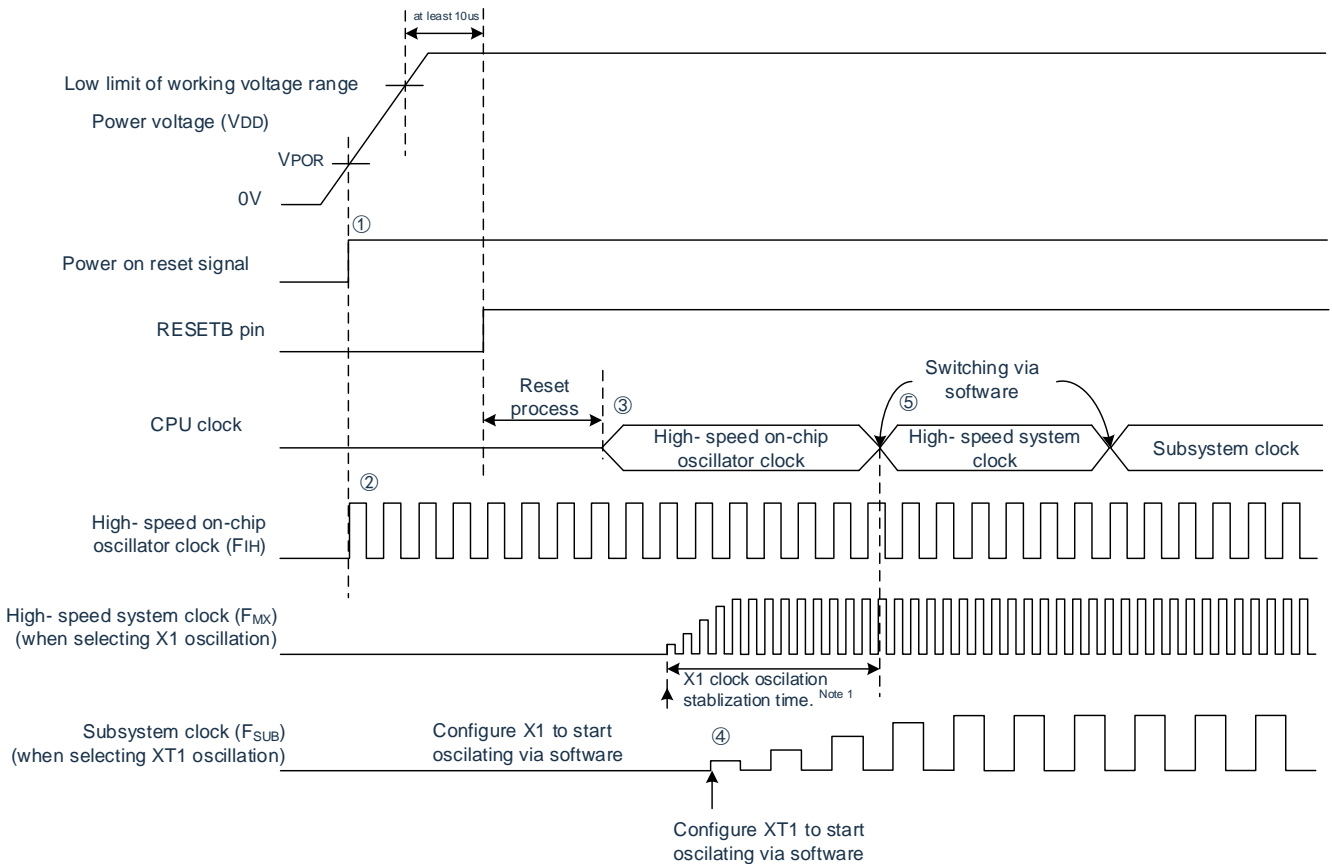 at least 10us
Low limit of working voltage range
Power voltage (VDD)
VPOR
0V
①
Power on reset signal
RESETB pin
Reset
process
Switching via
software
③
⑤
CPU clock
High- speed on-chip
oscillator clock
High- speed system
clock
Subsystem clock
②
High- speed on-chip
oscillator clock (FIH)
High- speed system clock (FMX)
(when selecting X1 oscillation)
X1 clock oscilation
stablization time. Note 1
Subsystem clock (FSUB)
(when selecting XT1 oscillation)
Configure X1 to start
oscilating via software
④
Configure XT1 to start
oscilating via software